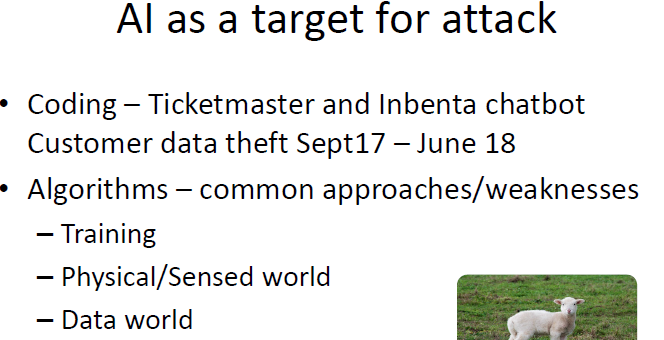 AI as a target for attack
• Coding – Ticketmaster and Inbenta chatbot
Customer data theft Sept17 – June 18
• Algorithms – common approaches/weaknesses
– Training
– Physical/Sensed world
– Data world